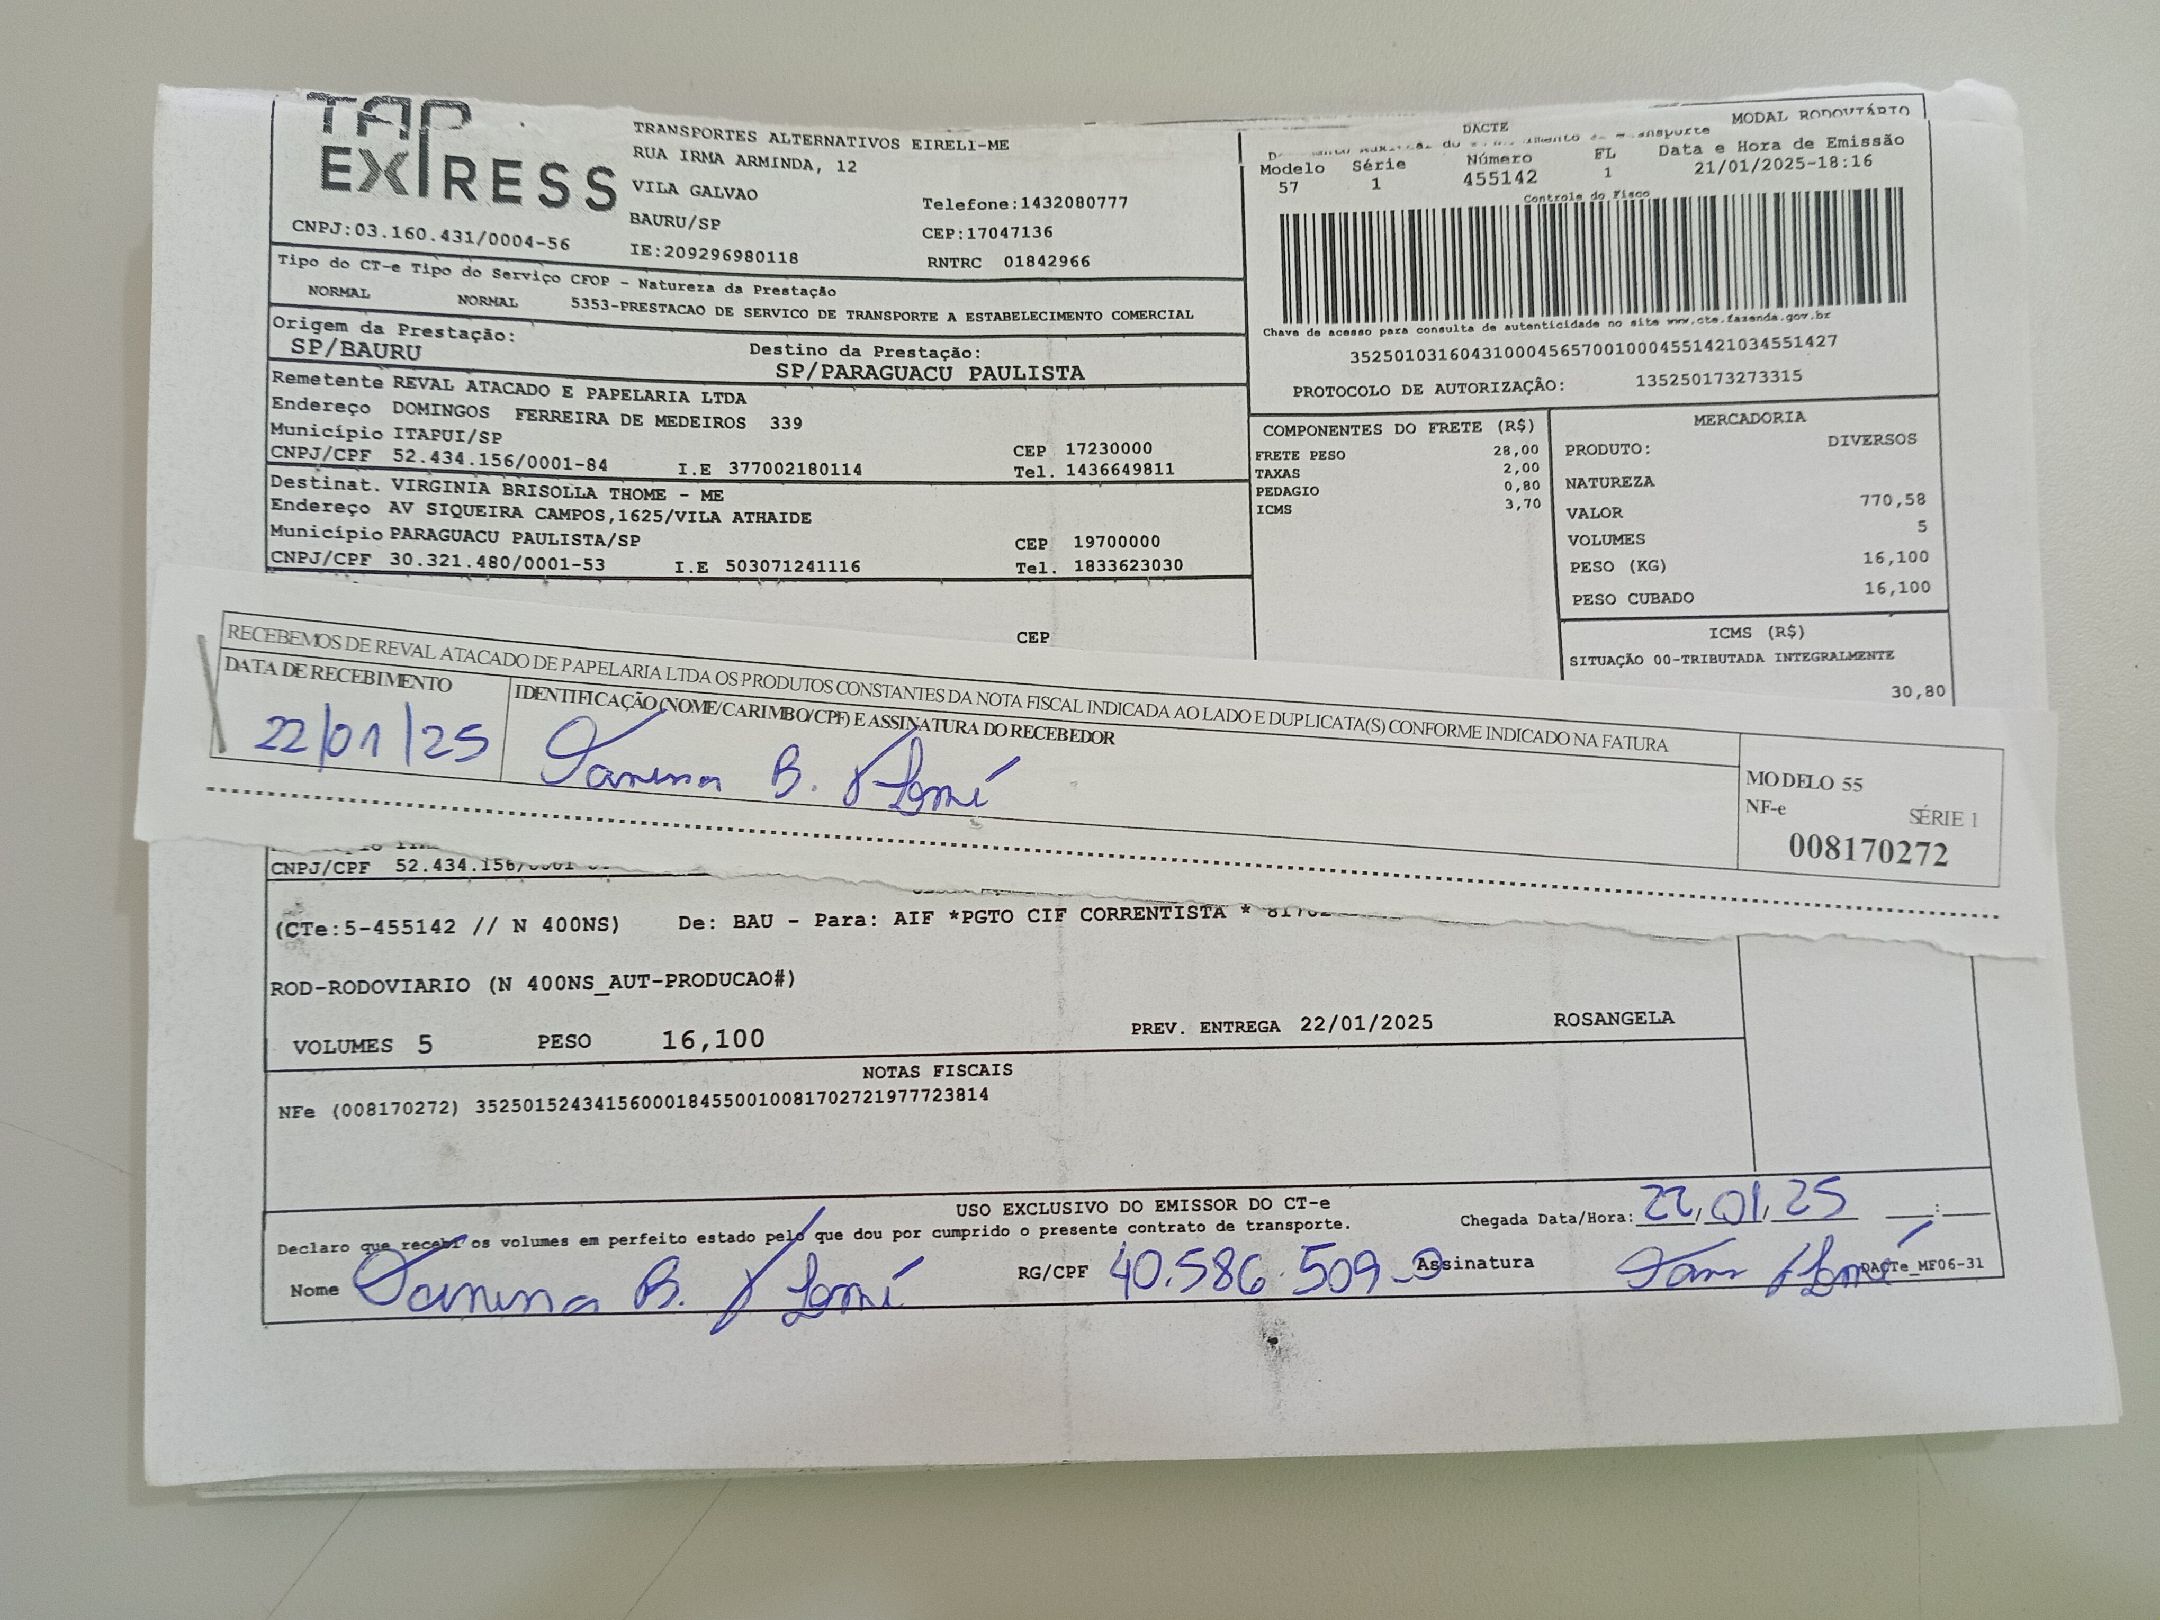 TAP
EXPRESS
TRANSPORTES ALTERNATIVOS EIRELI-ME
RUA IRMA ARMINDA, 12
VILA GALVAO
Telefone:1432080777
BAURU/SP
CEP:17047136
CNPJ:03.160.431/0004-56
IE:209296980118
RNTRC 01842966
DACTE
MODAL RODOVIÁRIO
Modelo Série Número FL Data e Hora de Emissão
57 1 455142 1 21/01/2025-18:16
Controle do Fisco
Chave de acesso para consulta de autenticidade no site www.cte.fazenda.gov.br
35250103160431000456570010004551421034551427
PROTOCOLO DE AUTORIZAÇÃO: 135250173273315
Tipo do CT-e Tipo do Serviço CFOP - Natureza da Prestação
NORMAL NORMAL 5353-PRESTACAO DE SERVICO DE TRANSPORTE A ESTABELECIMENTO COMERCIAL
Origem da Prestação:
SP/BAURU
Destino da Prestação:
SP/PARAGUACU PAULISTA
Remetente REVAL ATACADO E PAPELARIA LTDA
Endereço DOMINGOS FERREIRA DE MEDEIROS 339
Município ITAPUI/SP CEP 17230000
CNPJ/CPF 52.434.156/0001-84 I.E 377002180114 Tel. 1436649811
Destinat. VIRGINIA BRISOLLA THOME - ME
Endereço AV SIQUEIRA CAMPOS,1625/VILA ATHAIDE
Município PARAGUACU PAULISTA/SP CEP 19700000
CNPJ/CPF 30.321.480/0001-53 I.E 503071241116 Tel. 1833623030
CEP
COMPONENTES DO FRETE (R$)
FRETE PESO 28,00
TAXAS 2,00
PEDAGIO 0,80
ICMS 3,70
MERCADORIA
PRODUTO: DIVERSOS
NATUREZA
VALOR 770,58
VOLUMES 5
PESO (KG) 16,100
PESO CUBADO 16,100
ICMS (R$)
SITUAÇÃO 00-TRIBUTADA INTEGRALMENTE
30,80
RECEBEMOS DE REVAL ATACADO DE PAPELARIA LTDA OS PRODUTOS CONSTANTES DA NOTA FISCAL INDICADA AO LADO E DUPLICATA(S) CONFORME INDICADO NA FATURA
DATA DE RECEBIMENTO
IDENTIFICAÇÃO (NOME/CARIMBO/CPF) E ASSINATURA DO RECEBEDOR
22/01/25
B. Thomé
MODELO 55
NF-e SÉRIE 1
008170272
CNPJ/CPF 52.434.156/0001
(CTe:5-455142 // N 400NS) De: BAU - Para: AIF *PGTO CIF CORRENTISTA *
ROD-RODOVIARIO (N 400NS_AUT-PRODUCAO#)
VOLUMES 5 PESO 16,100 PREV. ENTREGA 22/01/2025 ROSANGELA
NOTAS FISCAIS
NFe (008170272) 35250152434156000184550010081702721977723814
USO EXCLUSIVO DO EMISSOR DO CT-e
Declaro que recebi os volumes em perfeito estado pelo que dou por cumprido o presente contrato de transporte.
Chegada Data/Hora: 22/01/25 __:__
Nome B. Thomé RG/CPF 40.586.509 Assinatura Thomé
DACTe_MF06-31